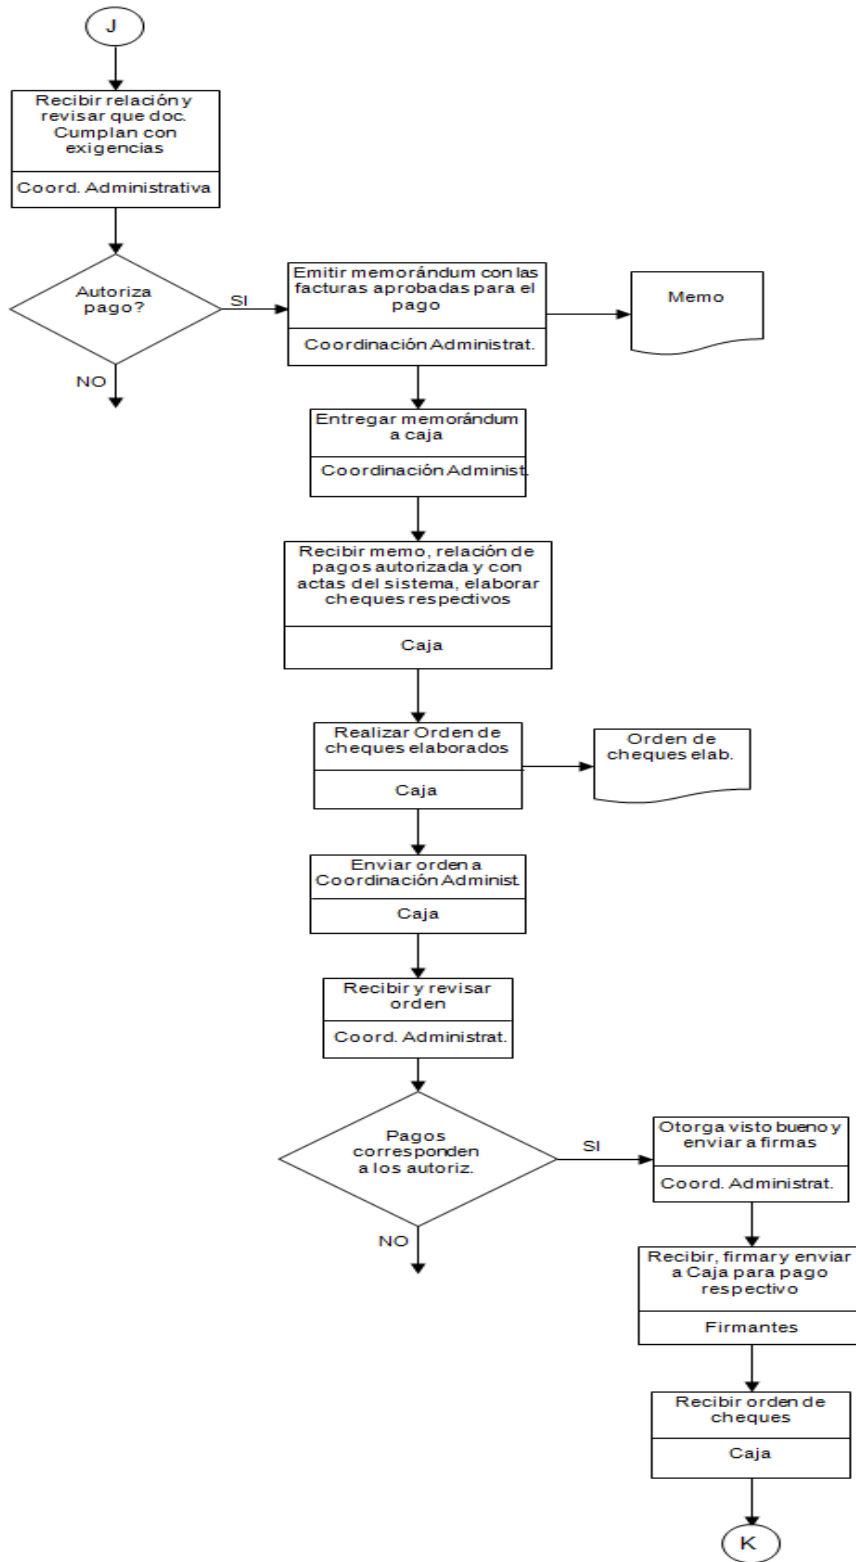 J
Recibir relación y
revisar que doc.
Cumplan con
exigencias
Coord. Administrativa
Autoriza
pago?
SI
NO
Emitir memorándum con las
facturas aprobadas para el
pago
Coordinación Administrat.
Memo
Entregar memorándum
a caja
Coordinación Administ.
Recibir memo, relación de
pagos autorizada y con
actas del sistema, elaborar
cheques respectivos
Caja
Realizar Orden de
cheques elaborados
Caja
Orden de
cheques elab.
Enviar orden a
Coordinación Administ.
Caja
Recibir y revisar
orden
Coord. Administrat.
Pagos
corresponden
a los autoriz.
SI
NO
Otorga visto bueno y
enviar a firmas
Coord. Administrat.
Recibir, firmar y enviar
a Caja para pago
respectivo
Firmantes
Recibir orden de
cheques
Caja
K